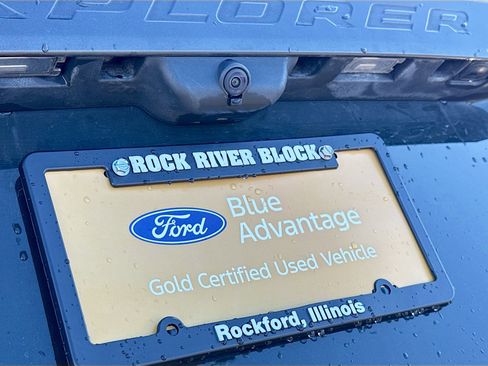 XPLORER
ROCK RIVER BLOCK
Ford
Blue
Advantage
Gold Certified Used Vehicle
Rockford, Illinois